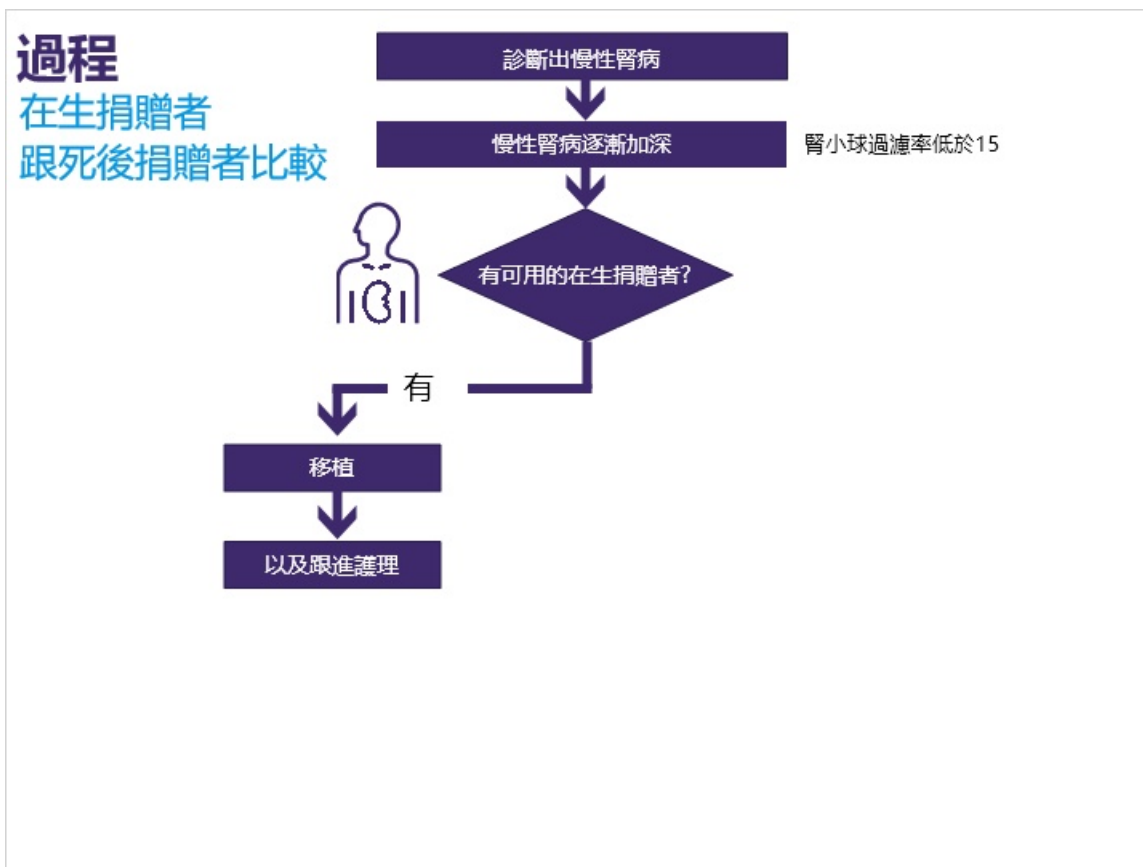 過程
在生捐贈者
跟死後捐贈者比較
診斷出慢性腎病
慢性腎病逐漸加深
腎小球過濾率低於15
有可用的在生捐贈者?
有
移植
以及跟進護理